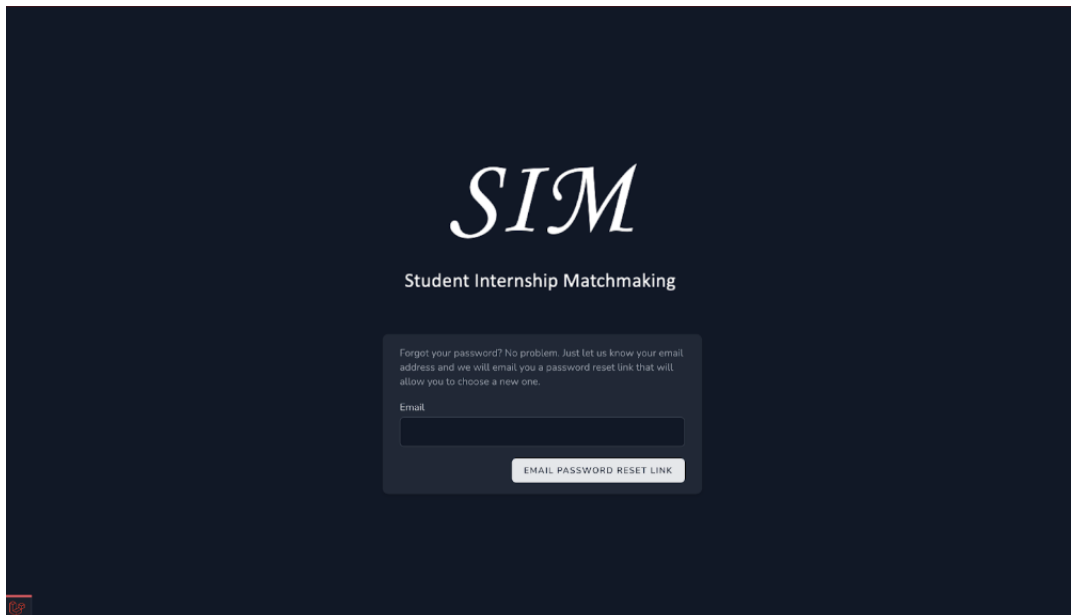 SIM
Student Internship Matchmaking
Forgot your password? No problem. Just let us know your email
address and we will email you a password reset link that will
allow you to choose a new one.
Email
EMAIL PASSWORD RESET LINK